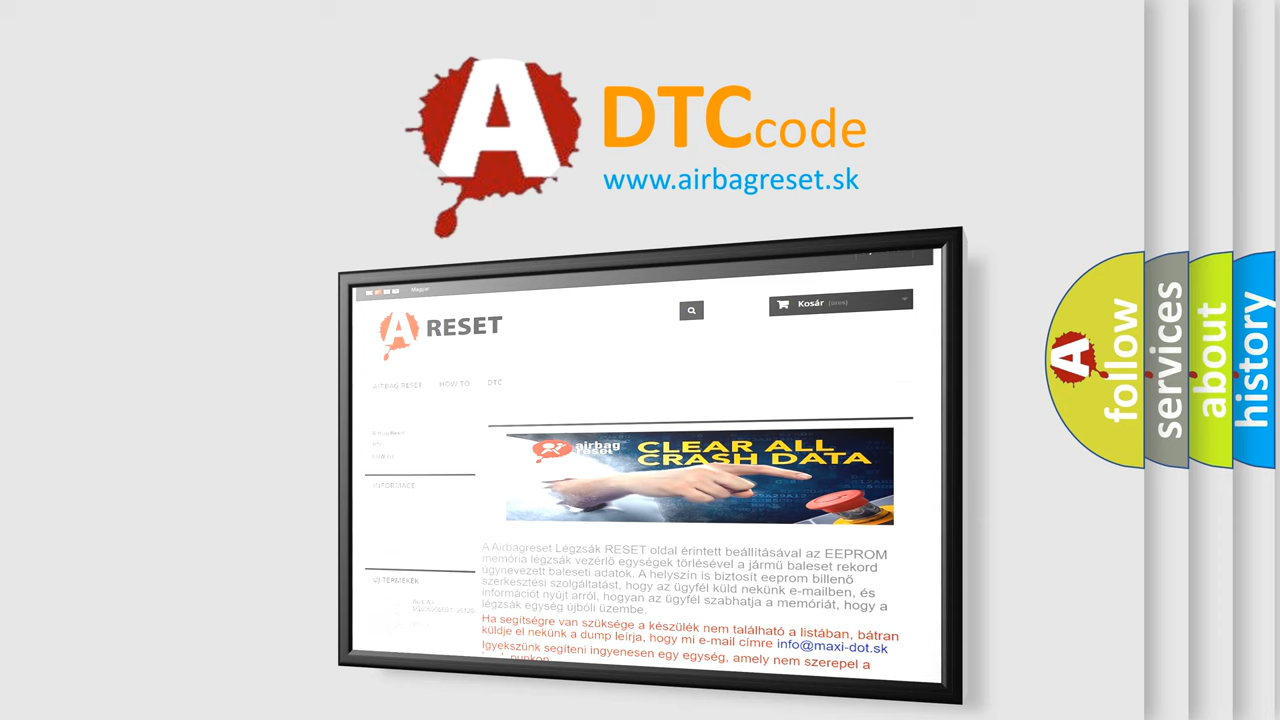 A DTCcode
www.airbagreset.sk
Magyar
A RESET
Kosár (üres)
AIRBAG RESET HOW TO DTC
INFORMACE
airbag
reset
CLEAR ALL
CRASH DATA
A Airbagreset Légzsák RESET oldal érintett beállításával az EEPROM
memória légzsák vezérlő egységek törlésével a jármű baleset rekord
úgynevezett baleseti adatok. A helyszín is biztosít eeprom billenő
szerkesztési szolgáltatást, hogy az ügyfél küld nekünk e-mailben, és
információt nyújt arról, hogyan az ügyfél szabhatja a memóriát, hogy a
légzsák egység újbóli üzembe.
Ha segítségre van szüksége a készülék nem található a listában, bátran
küldje el nekünk a dump leírja, hogy mi e-mail címre info@maxi-dot.sk
Igyekszünk segíteni ingyenesen egy egység, amely nem szerepel a
ÚJ TERMÉKEK
A follow
services
about
history